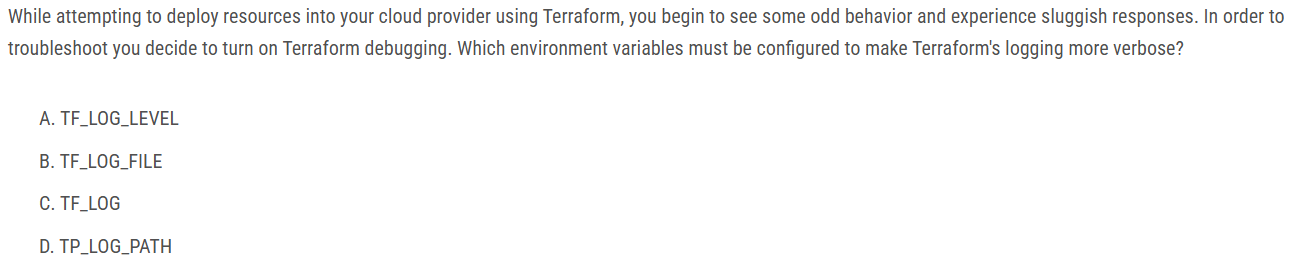 While attempting to deploy resources into your cloud provider using Terraform, you begin to see some odd behavior and experience sluggish responses. In order to
troubleshoot you decide to turn on Terraform debugging. Which environment variables must be configured to make Terraform's logging more verbose?
A. TF_LOG_LEVEL
B. TF_LOG_FILE
C. TF_LOG
D. TP_LOG_PATH